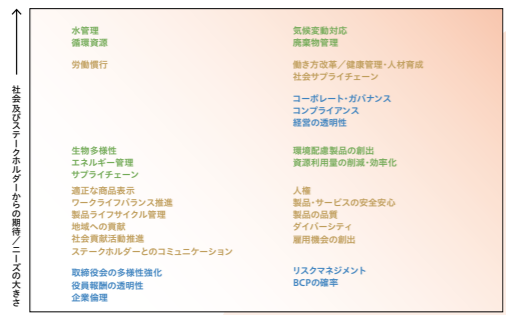 社会及びステークホルダーからの期待／ニーズの大きさ
水管理
循環資源
労働慣行
気候変動対応
廃棄物管理
働き方改革／健康管理・人材育成
社会サプライチェーン
コーポレート・ガバナンス
コンプライアンス
経営の透明性
生物多様性
エネルギー管理
サプライチェーン
適正な商品表示
ワークライフバランス推進
製品ライフサイクル管理
地域への貢献
社会貢献活動推進
ステークホルダーとのコミュニケーション
取締役会の多様性強化
役員報酬の透明性
企業倫理
環境配慮製品の創出
資源利用量の削減・効率化
人権
製品・サービスの安全安心
製品の品質
ダイバーシティ
雇用機会の創出
リスクマネジメント
BCPの確率